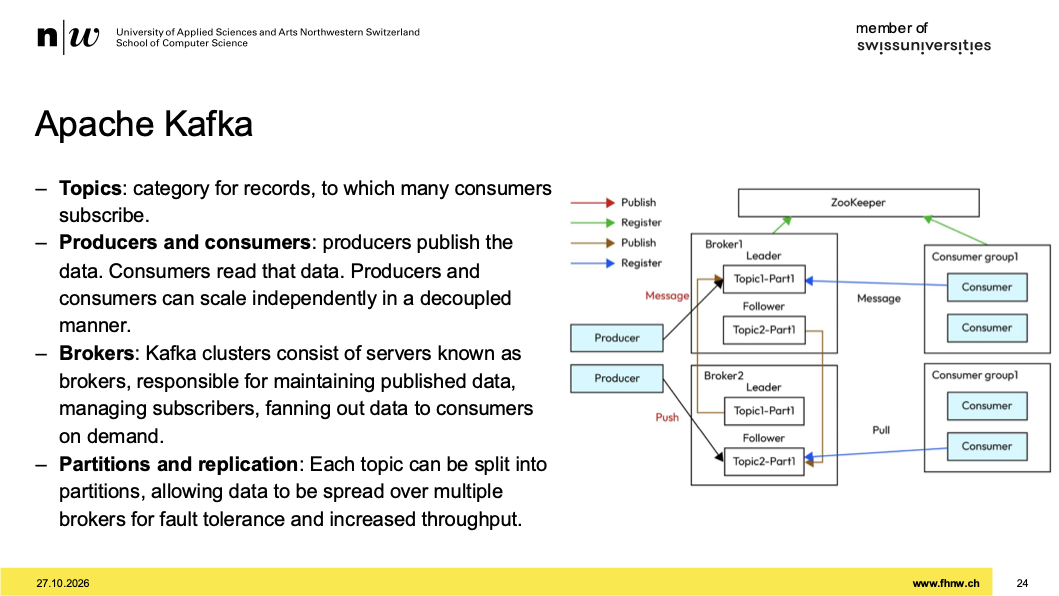 n|w University of Applied Sciences and Arts Northwestern Switzerland
School of Computer Science
member of
swissuniversities
Apache Kafka
– Topics: category for records, to which many consumers
subscribe.
– Producers and consumers: producers publish the
data. Consumers read that data. Producers and
consumers can scale independently in a decoupled
manner.
– Brokers: Kafka clusters consist of servers known as
brokers, responsible for maintaining published data,
managing subscribers, fanning out data to consumers
on demand.
– Partitions and replication: Each topic can be split into
partitions, allowing data to be spread over multiple
brokers for fault tolerance and increased throughput.
Publish
Register
Publish
Register
ZooKeeper
Broker1
Leader
Topic1-Part1
Follower
Topic2-Part1
Message
Producer
Producer
Push
Broker2
Leader
Topic1-Part1
Follower
Topic2-Part1
Message
Pull
Consumer group1
Consumer
Consumer
Consumer group1
Consumer
Consumer
27.10.2026
www.fhnw.ch
24